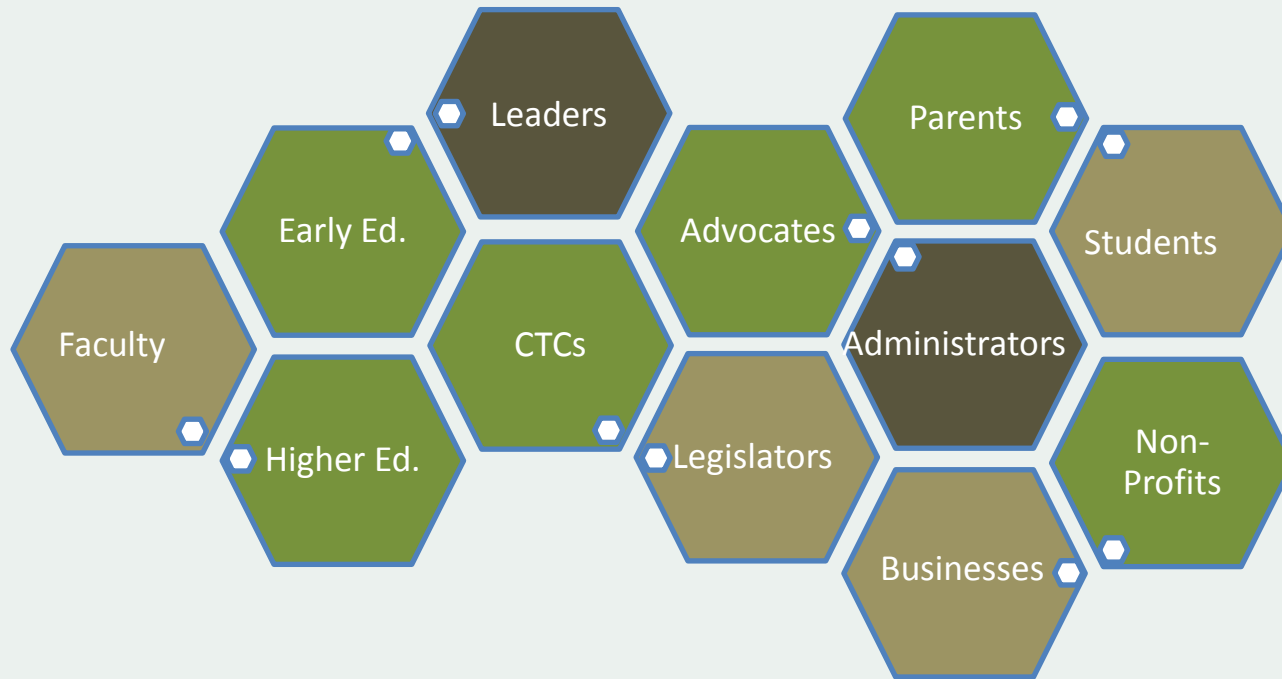 Leaders
Parents
Early Ed.
Advocates
Students
Faculty
CTCs
Administrators
Higher Ed.
Legislators
Non-
Profits
Businesses